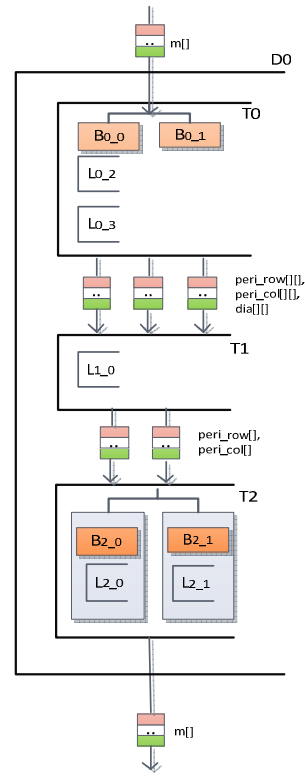 ..
m[]
D0
T0
B0_0
B0_1
L0_2
L0_3
.. .. ..
peri_row[][],
peri_col[][],
dia[][]
T1
L1_0
.. ..
peri_row[],
peri_col[]
T2
B2_0
B2_1
L2_0
L2_1
..
m[]